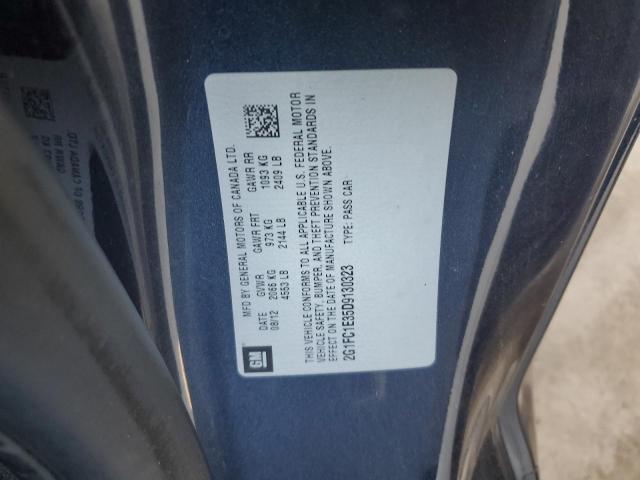 MFD BY GENERAL MOTORS OF CANADA LTD.
DATE GVWR GAWR FRT GAWR RR
08/12 2066 KG 973 KG 1093 KG
4553 LB 2144 LB 2409 LB
THIS VEHICLE CONFORMS TO ALL APPLICABLE U.S. FEDERAL MOTOR
VEHICLE SAFETY, BUMPER, AND THEFT PREVENTION STANDARDS IN
EFFECT ON THE DATE OF MANUFACTURE SHOWN ABOVE.
2G1FC1E35D9130323 TYPE: PASS CAR
GM